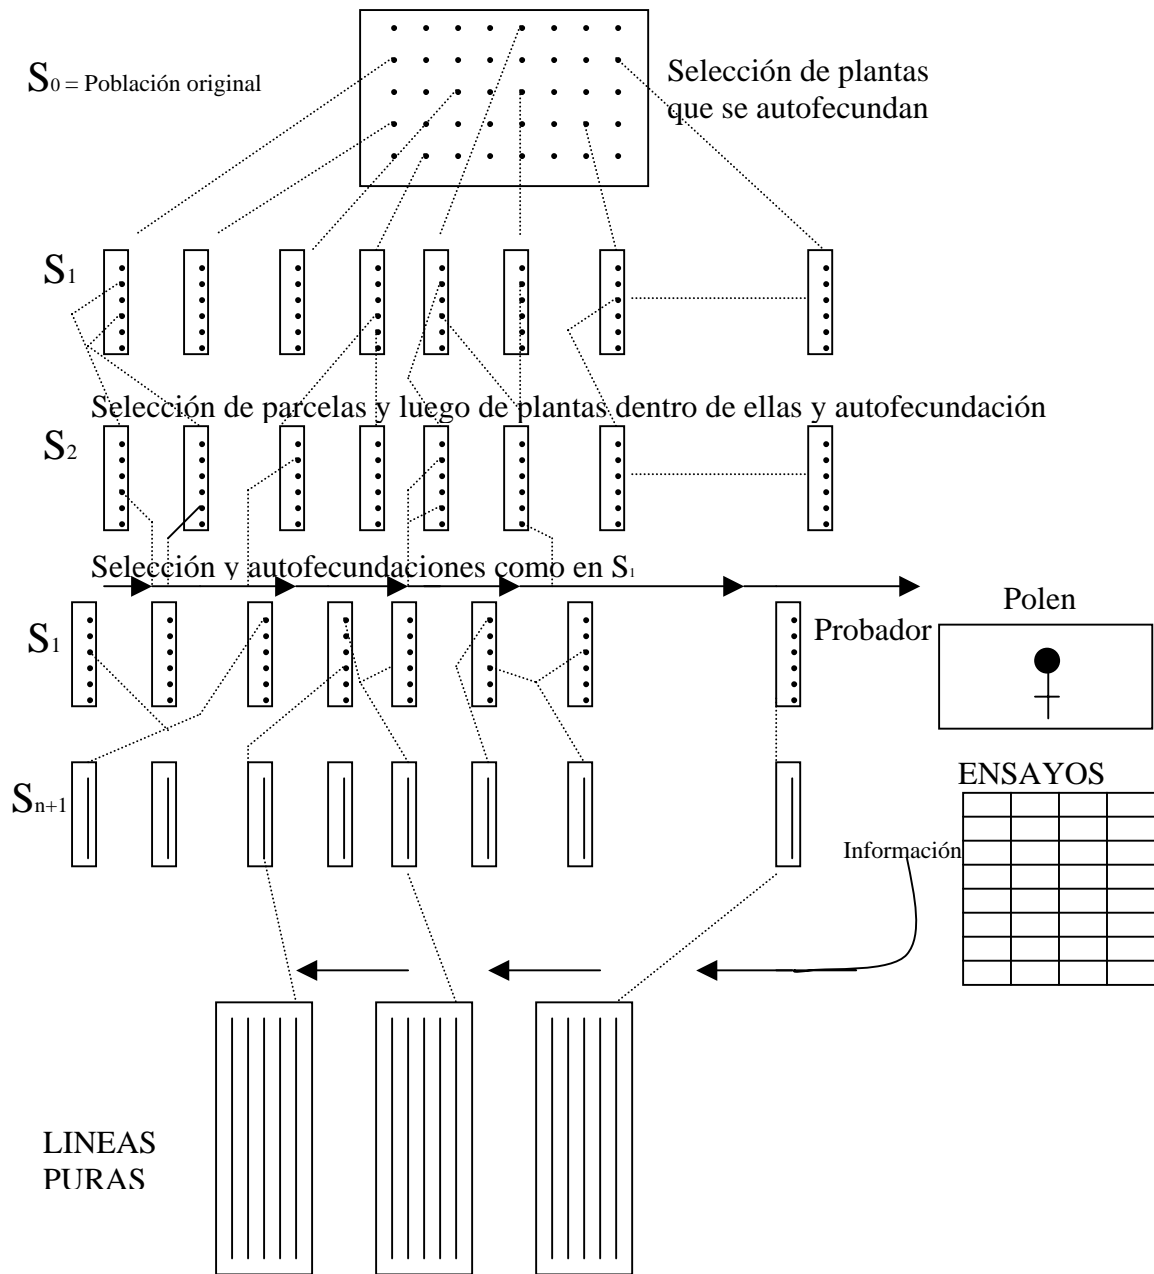 S0 = Población original
Selección de plantas
que se autofecundan
S1
Selección de parcelas y luego de plantas dentro de ellas y autofecundación
S2
Selección y autofecundaciones como en S1
Polen
S1
Probador
ENSAYOS
Sn+1
Información
LINEAS
PURAS